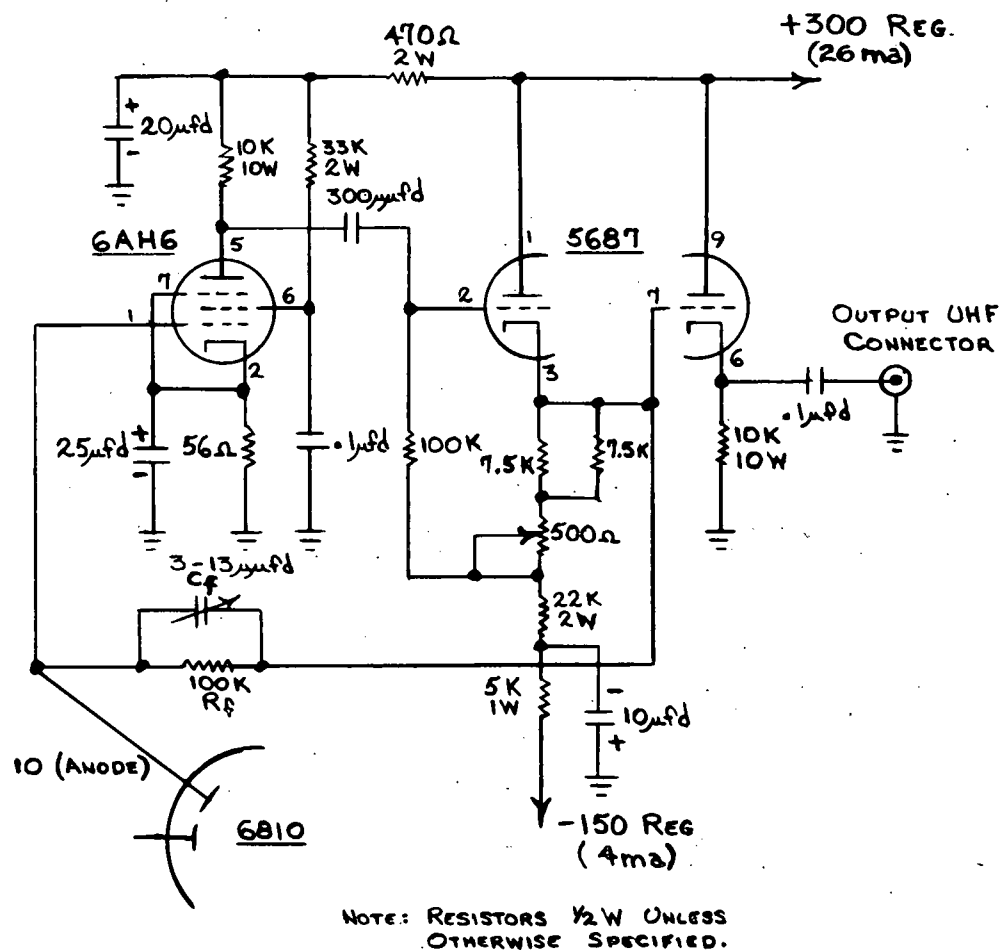 470Ω
2W
+300 REG.
(26 ma)
+
20µfd
-
10K
10W
33K
2W
300µµfd
6AH6
5
7
1
6
2
5687
1
2
3
9
7
6
OUTPUT UHF
CONNECTOR
.1µfd
25µfd
+
-
56Ω
.1µfd
100K
7.5K
7.5K
10K
10W
500Ω
3-13µµfd
Cf
22K
2W
100K
Rf
5K
1W
-
10µfd
+
10 (ANODE)
6810
-150 REG
(4ma)
NOTE: RESISTORS ½W UNLESS
OTHERWISE SPECIFIED.